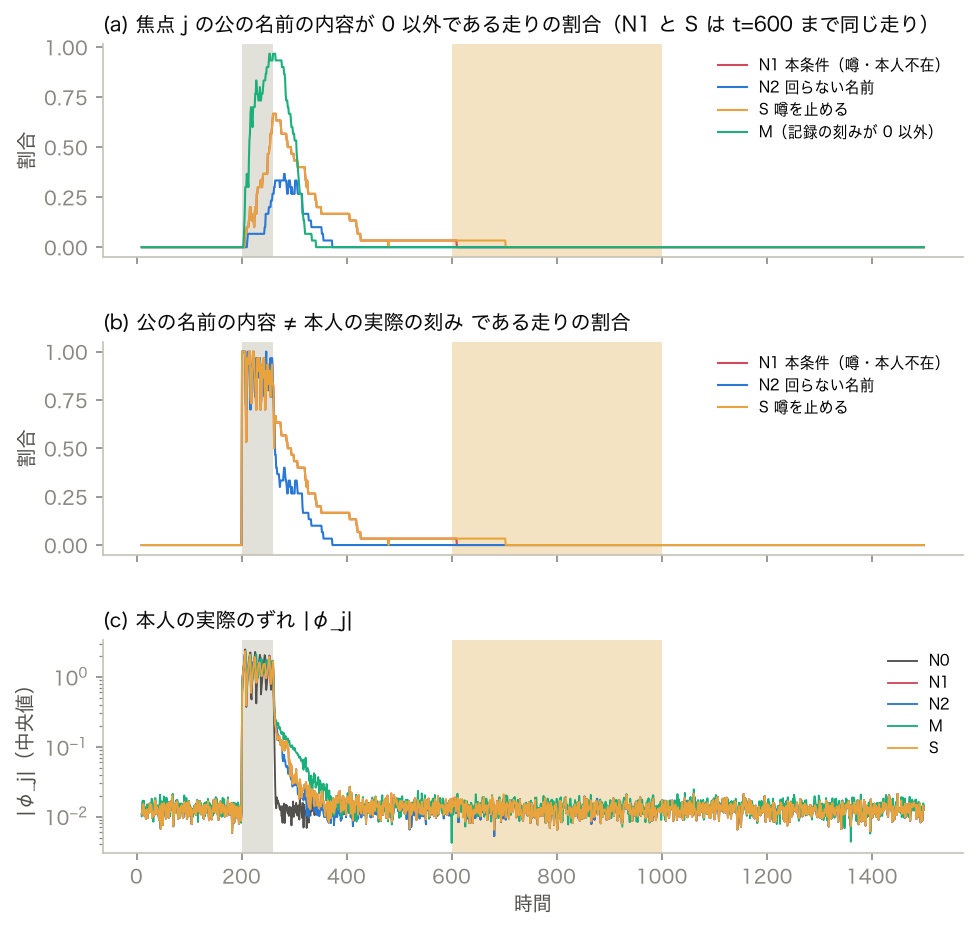 (a) 焦点 j の公の名前の内容が 0 以外である走りの割合（N1 と S は t=600 まで同じ走り）
割合
1.00
0.75
0.50
0.25
0.00
N1 本条件（噂・本人不在）
N2 回らない名前
S 噂を止める
M（記録の刻みが 0 以外）
(b) 公の名前の内容 ≠ 本人の実際の刻み である走りの割合
割合
1.00
0.75
0.50
0.25
0.00
N1 本条件（噂・本人不在）
N2 回らない名前
S 噂を止める
(c) 本人の実際のずれ |φ_j|
|φ_j|（中央値）
10⁰
10⁻¹
10⁻²
N0
N1
N2
M
S
0 200 400 600 800 1000 1200 1400
時間